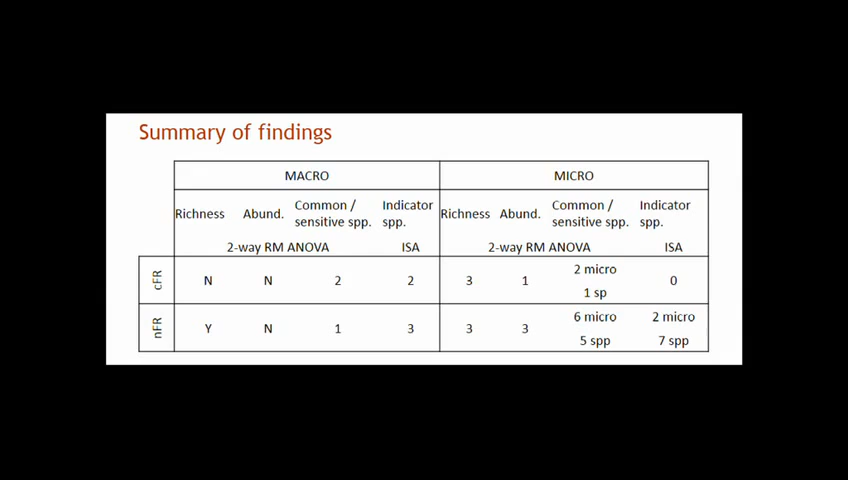 Summary of findings
MACRO MICRO
Richness Abund. Common / sensitive spp. Indicator spp. Richness Abund. Common / sensitive spp. Indicator spp.
2-way RM ANOVA ISA 2-way RM ANOVA ISA
cFR N N 2 2 3 1 2 micro 1 sp 0
nFR Y N 1 3 3 3 6 micro 5 spp 2 micro 7 spp